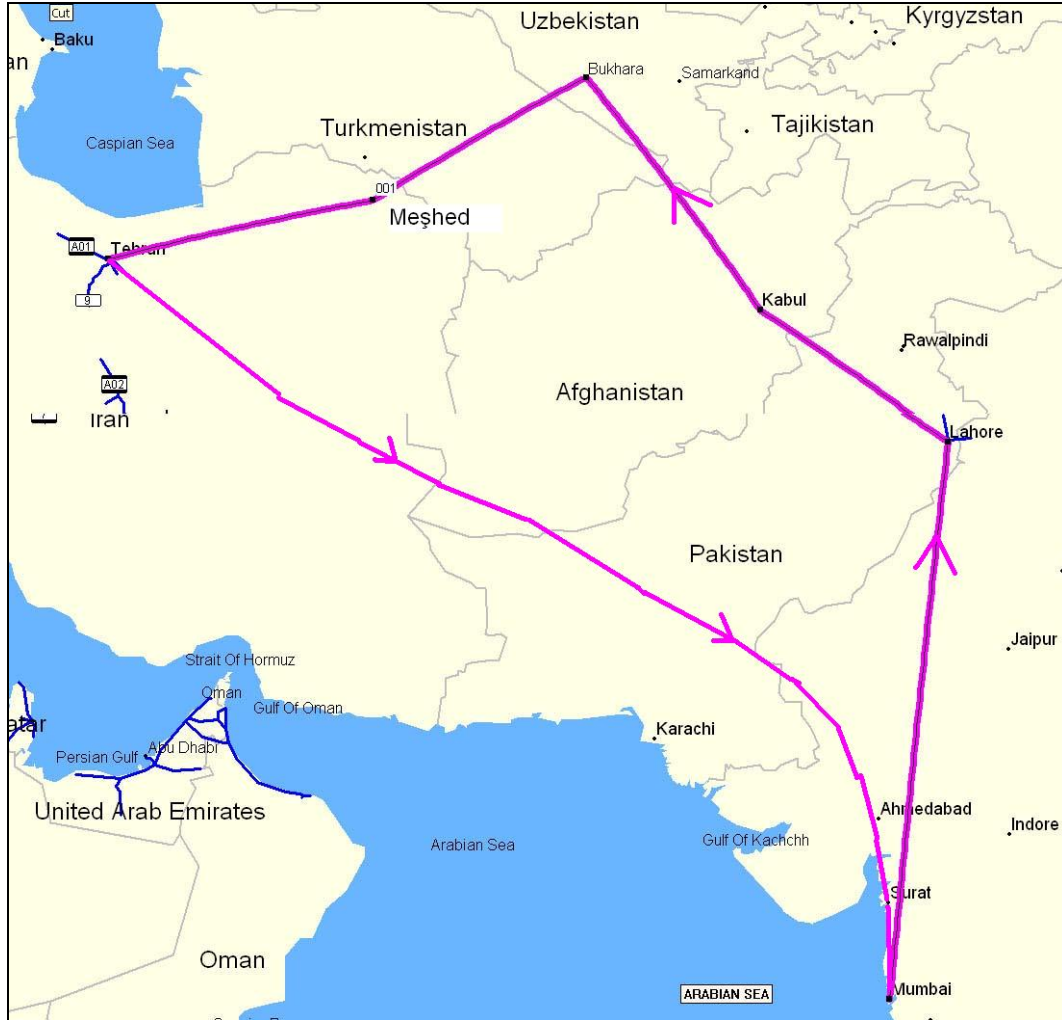 Cut
Baku
an
Uzbekistan
Kyrgyzstan
Bukhara
Samarkand
Caspian Sea
Turkmenistan
Tajikistan
001
Meşhed
A01
Tehran
9
Kabul
Rawalpindi
A02
Afghanistan
Iran
Lahore
Pakistan
Jaipur
Strait Of Hormuz
Oman
Gulf Of Oman
atar
Karachi
Persian Gulf
Abu Dhabi
United Arab Emirates
Ahmedabad
Indore
Arabian Sea
Gulf Of Kachchh
Surat
Oman
ARABIAN SEA
Mumbai